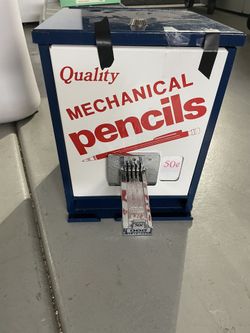 Quality
MECHANICAL
pencils
50¢